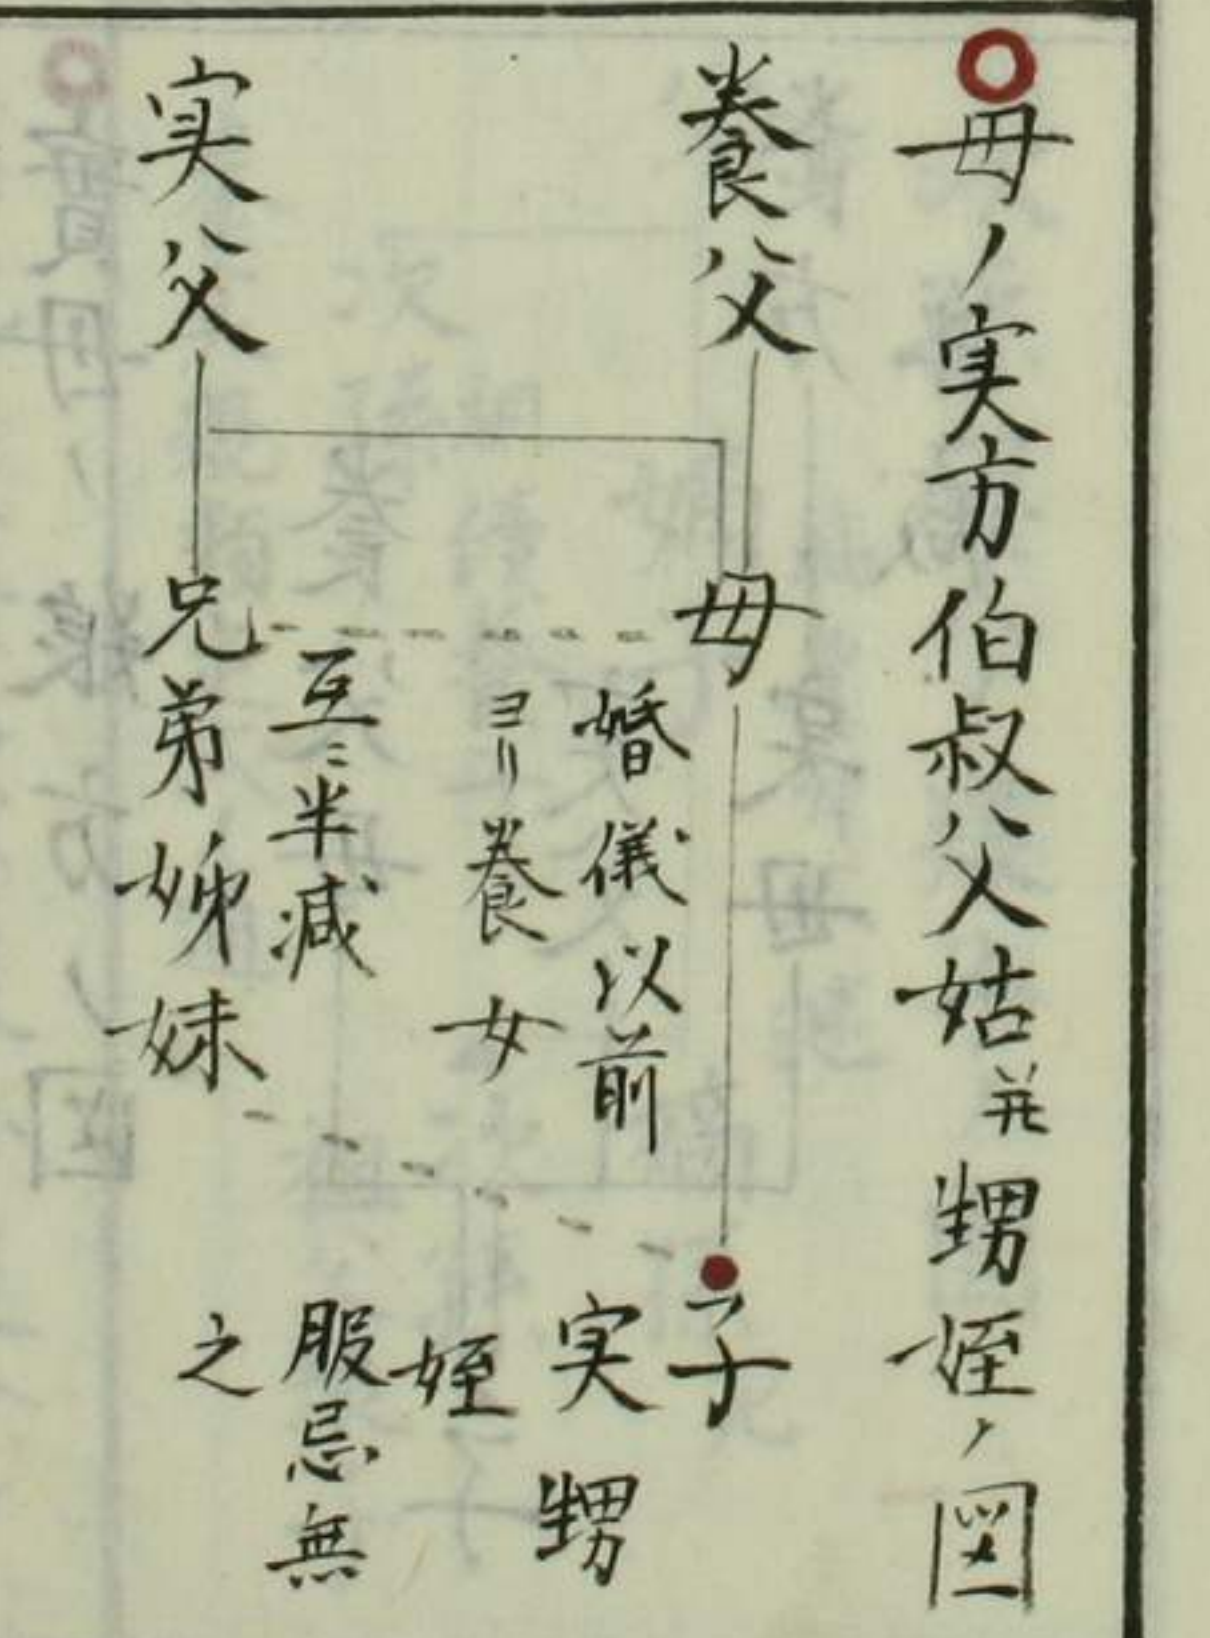 母ノ実方伯叔父姑并甥姪ノ図
養父
母
婚儀以前
ヨリ養女
子
実甥
姪
服忌無
之
互ニ半減
実父
兄弟姉妹